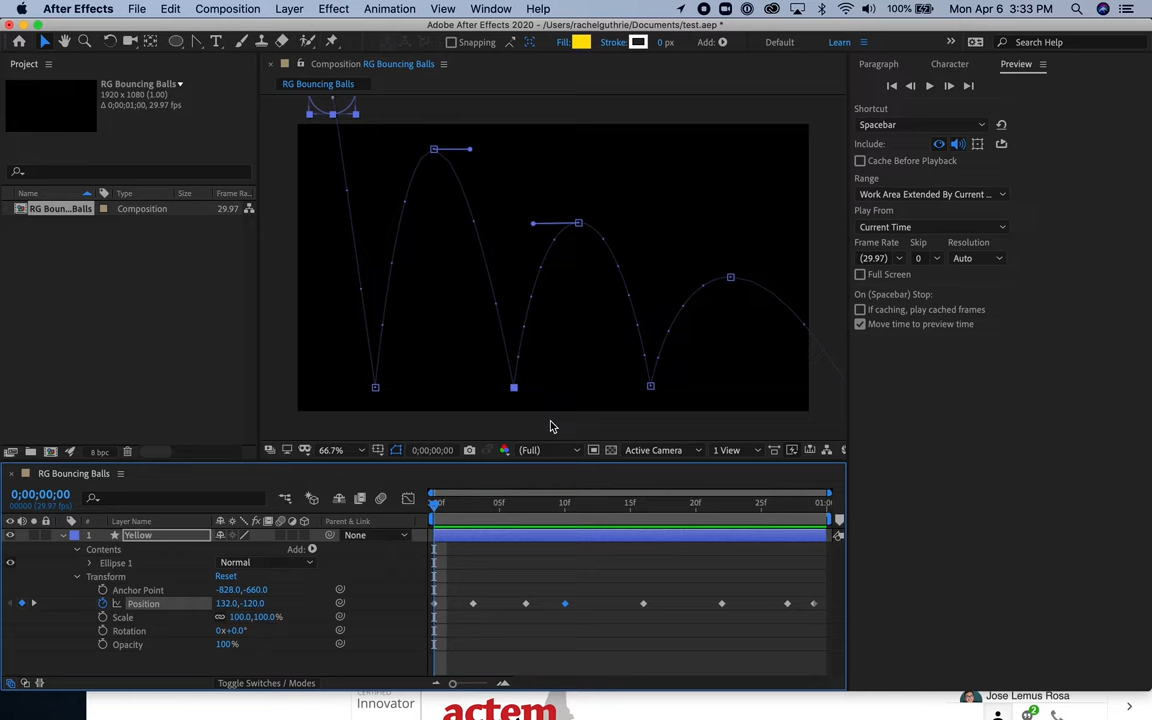 After Effects File Edit Composition Layer Effect Animation View Window Help 100% Mon Apr 6 3:33 PM
Adobe After Effects 2020 - /Users/rachelguthrie/Documents/test.aep *
Snapping Fill: Stroke: 0 px Add: Default Learn Search Help
Project
Composition RG Bouncing Balls
Paragraph Character Preview
RG Bouncing Balls
RG Bouncing Balls
1920 x 1080 (1.00)
Δ 0;00;01;00, 29.97 fps
Shortcut
Spacebar
Include:
Cache Before Playback
Range
Work Area Extended By Current ...
Play From
Current Time
Frame Rate Skip Resolution
(29.97) 0 Auto
Full Screen
On (Spacebar) Stop:
If caching, play cached frames
Move time to preview time
Name Type Size Frame Ra...
RG Boun...Balls Composition 29.97
8 bpc
66.7% 0;00;00;00 (Full) Active Camera 1 View
RG Bouncing Balls
0;00;00;00
00000 (29.97 fps)
05f 10f 15f 20f 25f 01:0
# Layer Name Parent & Link
1 Yellow None
Contents Add:
Ellipse 1 Normal
Transform Reset
Anchor Point -828.0,-660.0
Position 132.0,-120.0
Scale 100.0,100.0%
Rotation 0x+0.0°
Opacity 100%
Toggle Switches / Modes
CERTIFIED
Innovator
actem
Jose Lemus Rosa
2